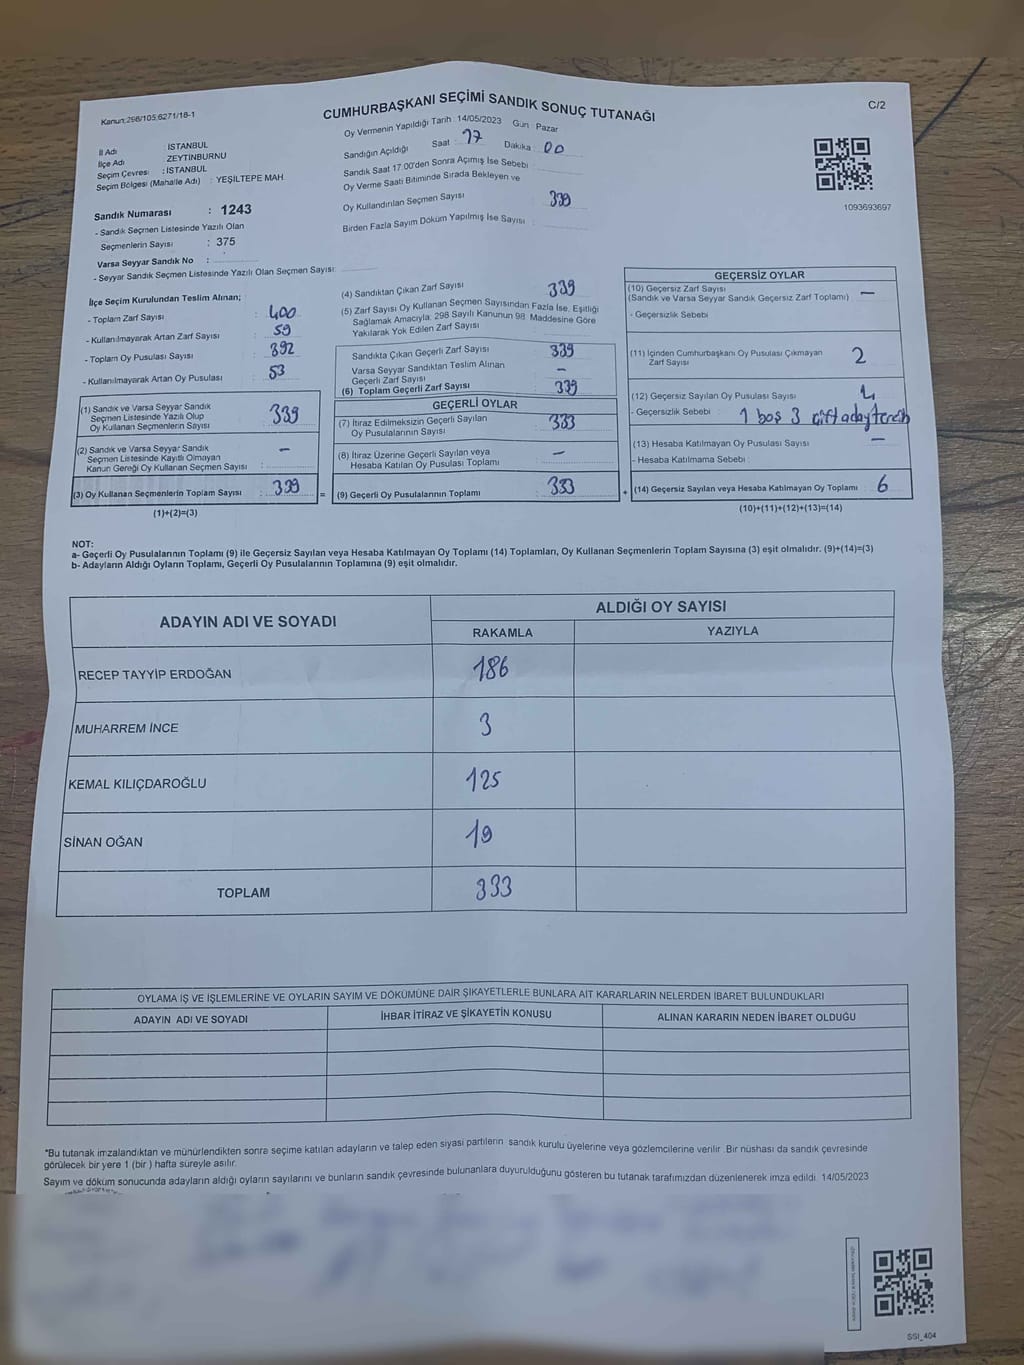 Kanun:298/105,6271/18-1
CUMHURBAŞKANI SEÇİMİ SANDIK SONUÇ TUTANAĞI
C/2
İl Adı : İSTANBUL
İlçe Adı : ZEYTİNBURNU
Seçim Çevresi : İSTANBUL
Seçim Bölgesi (Mahalle Adı) : YEŞİLTEPE MAH
Sandık Numarası : 1243
- Sandık Seçmen Listesinde Yazılı Olan
Seçmenlerin Sayısı : 375
Varsa Seyyar Sandık No :
- Seyyar Sandık Seçmen Listesinde Yazılı Olan Seçmen Sayısı:
Oy Vermenin Yapıldığı Tarih : 14/05/2023 Gün : Pazar
Sandığın Açıldığı Saat : 17 Dakika : 00
Sandık Saat 17:00'den Sonra Açımış İse Sebebi :
Oy Verme Saati Bitiminde Sırada Bekleyen ve
Oy Kullandırılan Seçmen Sayısı 339
Birden Fazla Sayım Döküm Yapılmış İse Sayısı :
1093693697
İlçe Seçim Kurulundan Teslim Alınan;
- Toplam Zarf Sayısı : 400
- Kullanılmayarak Artan Zarf Sayısı : 59
- Toplam Oy Pusulası Sayısı : 392
- Kullanılmayarak Artan Oy Pusulası : 53
(1) Sandık ve Varsa Seyyar Sandık
Seçmen Listesinde Yazılı Olup
Oy Kullanan Seçmenlerin Sayısı : 339
(2) Sandık ve Varsa Seyyar Sandık
Seçmen Listesinde Kayıtlı Olmayan
Kanun Gereği Oy Kullanan Seçmen Sayısı : –
(3) Oy Kullanan Seçmenlerin Toplam Sayısı : 339
(1)+(2)=(3)
=
(4) Sandıktan Çıkan Zarf Sayısı : 339
(5) Zarf Sayısı Oy Kullanan Seçmen Sayısından Fazla İse, Eşitliği
Sağlamak Amacıyla; 298 Sayılı Kanunun 98. Maddesine Göre
Yakılarak Yok Edilen Zarf Sayısı
Sandıkta Çıkan Geçerli Zarf Sayısı : 339
Varsa Seyyar Sandıktan Teslim Alınan
Geçerli Zarf Sayısı : –
(6) Toplam Geçerli Zarf Sayısı : 339
GEÇERLİ OYLAR
(7) İtiraz Edilmeksizin Geçerli Sayılan
Oy Pusulalarının Sayısı : 333
(8) İtiraz Üzerine Geçerli Sayılan veya
Hesaba Katılan Oy Pusulası Toplamı : –
(9) Geçerli Oy Pusulalarının Toplamı : 333
+
GEÇERSİZ OYLAR
(10) Geçersiz Zarf Sayısı : –
(Sandık ve Varsa Seyyar Sandık Geçersiz Zarf Toplamı)
- Geçersizlik Sebebi :
(11) İçinden Cumhurbaşkanı Oy Pusulası Çıkmayan
Zarf Sayısı : 2
(12) Geçersiz Sayılan Oy Pusulası Sayısı : 4
- Geçersizlik Sebebi : 1 boş 3 çift aday tercih
(13) Hesaba Katılmayan Oy Pusulası Sayısı : –
- Hesaba Katılmama Sebebi :
(14) Geçersiz Sayılan veya Hesaba Katılmayan Oy Toplamı : 6
(10)+(11)+(12)+(13)=(14)
NOT:
a- Geçerli Oy Pusulalarının Toplamı (9) ile Geçersiz Sayılan veya Hesaba Katılmayan Oy Toplamı (14) Toplamları, Oy Kullanan Seçmenlerin Toplam Sayısına (3) eşit olmalıdır. (9)+(14)=(3)
b- Adayların Aldığı Oyların Toplamı, Geçerli Oy Pusulalarının Toplamına (9) eşit olmalıdır.
ADAYIN ADI VE SOYADI
ALDIĞI OY SAYISI
RAKAMLA YAZIYLA
RECEP TAYYİP ERDOĞAN 186
MUHARREM İNCE 3
KEMAL KILIÇDAROĞLU 125
SİNAN OĞAN 19
TOPLAM 333
OYLAMA İŞ VE İŞLEMLERİNE VE OYLARIN SAYIM VE DÖKÜMÜNE DAİR ŞİKAYETLERLE BUNLARA AİT KARARLARIN NELERDEN İBARET BULUNDUKLARI
ADAYIN ADI VE SOYADI İHBAR İTİRAZ VE ŞİKAYETİN KONUSU ALINAN KARARIN NEDEN İBARET OLDUĞU
*Bu tutanak imzalandıktan ve münürlendikten sonra seçime katılan adayların ve talep eden siyasi partilerin sandık kurulu üyelerine veya gözlemcilerine verilir. Bir nüshası da sandık çevresinde
görülecek bir yere 1 (bir ) hafta süreyle asılır.
Sayım ve döküm sonucunda adayların aldığı oyların sayılarını ve bunların sandık çevresinde bulunanlara duyurulduğunu gösteren bu tutanak tarafımızdan düzenlenerek imza edildi. 14/05/2023
SSI_404